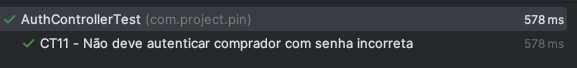 AuthControllerTest (com.project.pin) 578 ms
CT11 - Não deve autenticar comprador com senha incorreta 578 ms